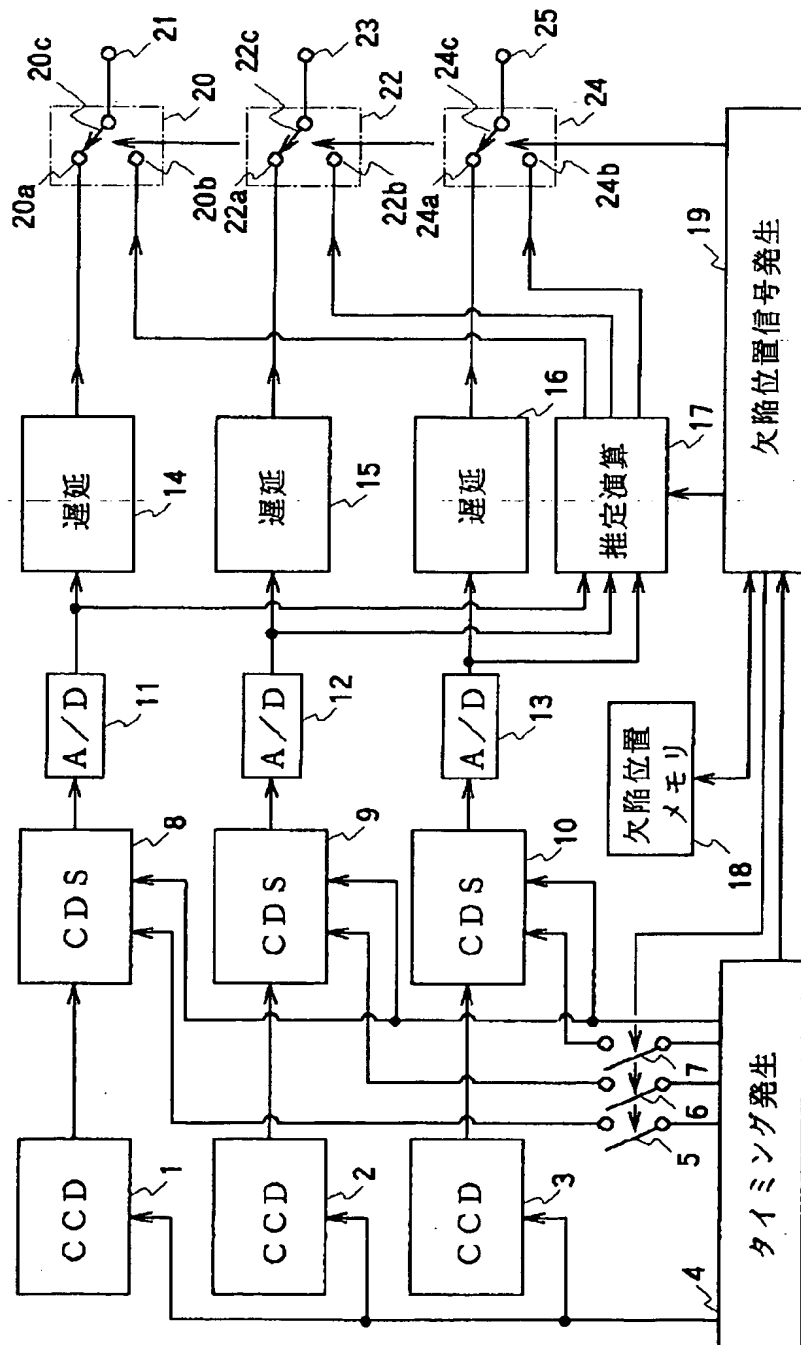 CCD
1
CDS
8
A/D
11
遅延
14
20a
20c
21
20
20b
CCD
2
CDS
9
A/D
12
遅延
15
22a
22c
23
22
22b
CCD
3
CDS
10
A/D
13
遅延
16
24a
24c
25
24
24b
推定演算
17
5
6
7
欠陥位置
メモリ
18
4
タイミング発生
欠陥位置信号発生
19